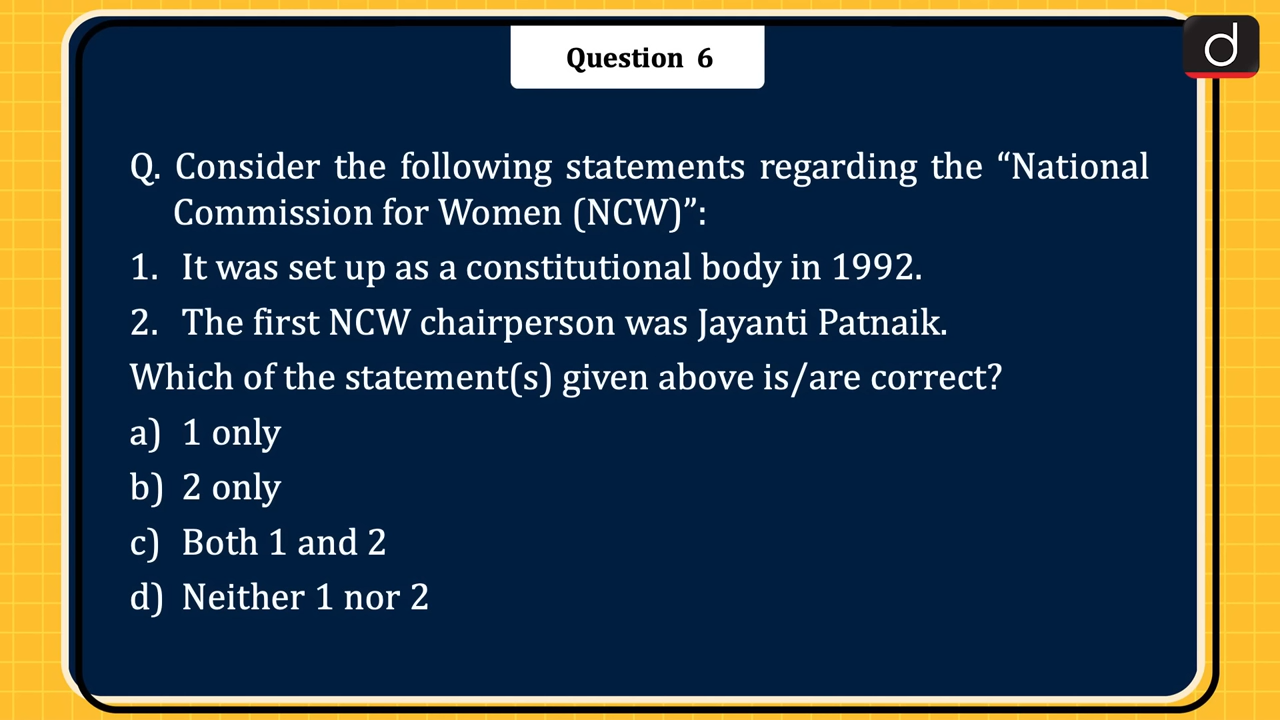 Question 6
d
Q. Consider the following statements regarding the “National
Commission for Women (NCW)”:
1. It was set up as a constitutional body in 1992.
2. The first NCW chairperson was Jayanti Patnaik.
Which of the statement(s) given above is/are correct?
a) 1 only
b) 2 only
c) Both 1 and 2
d) Neither 1 nor 2